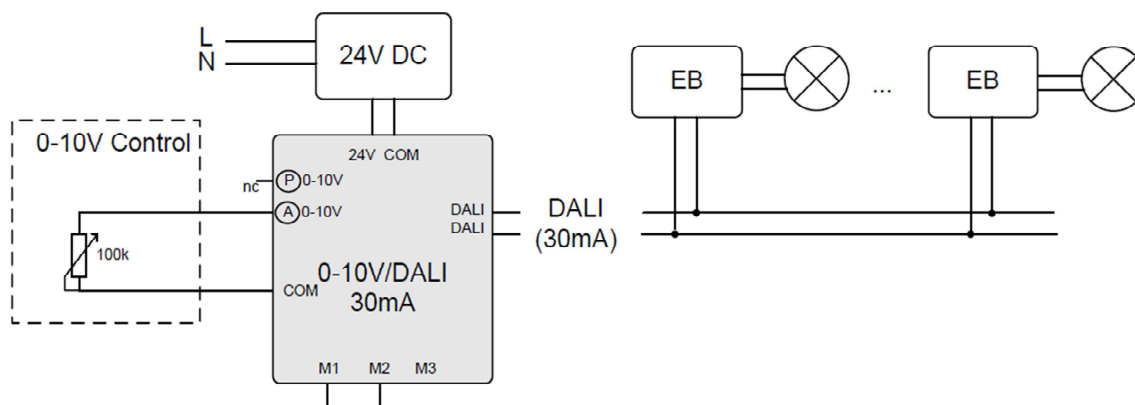 L
N
24V DC
EB
...
EB
0-10V Control
24V COM
nc
P 0-10V
A 0-10V
DALI
DALI
DALI
(30mA)
100k
0-10V/DALI
30mA
COM
M1 M2 M3